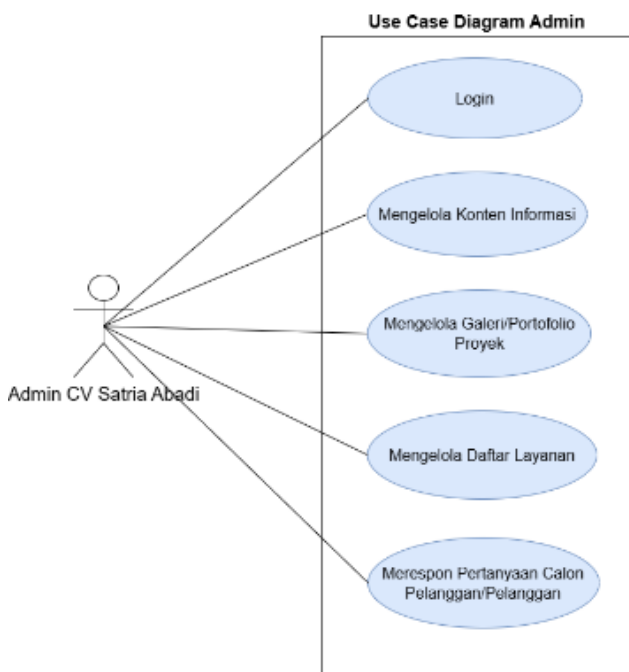 Use Case Diagram Admin
Login
Mengelola Konten Informasi
Mengelola Galeri/Portofolio
Proyek
Admin CV Satria Abadi
Mengelola Daftar Layanan
Merespon Pertanyaan Calon
Pelanggan/Pelanggan